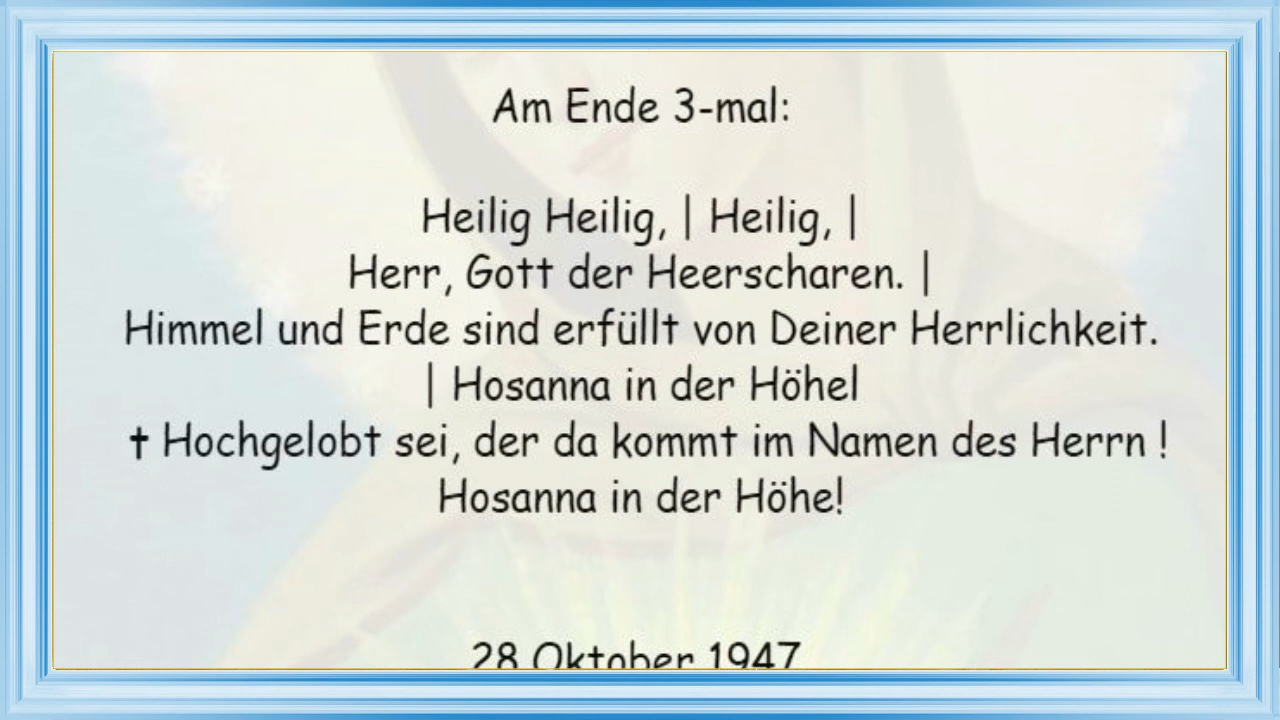 Am Ende 3-mal:
Heilig Heilig, | Heilig, |
Herr, Gott der Heerscharen. |
Himmel und Erde sind erfüllt von Deiner Herrlichkeit.
| Hosanna in der Höhel
✝ Hochgelobt sei, der da kommt im Namen des Herrn !
Hosanna in der Höhe!
28 Oktober 1947